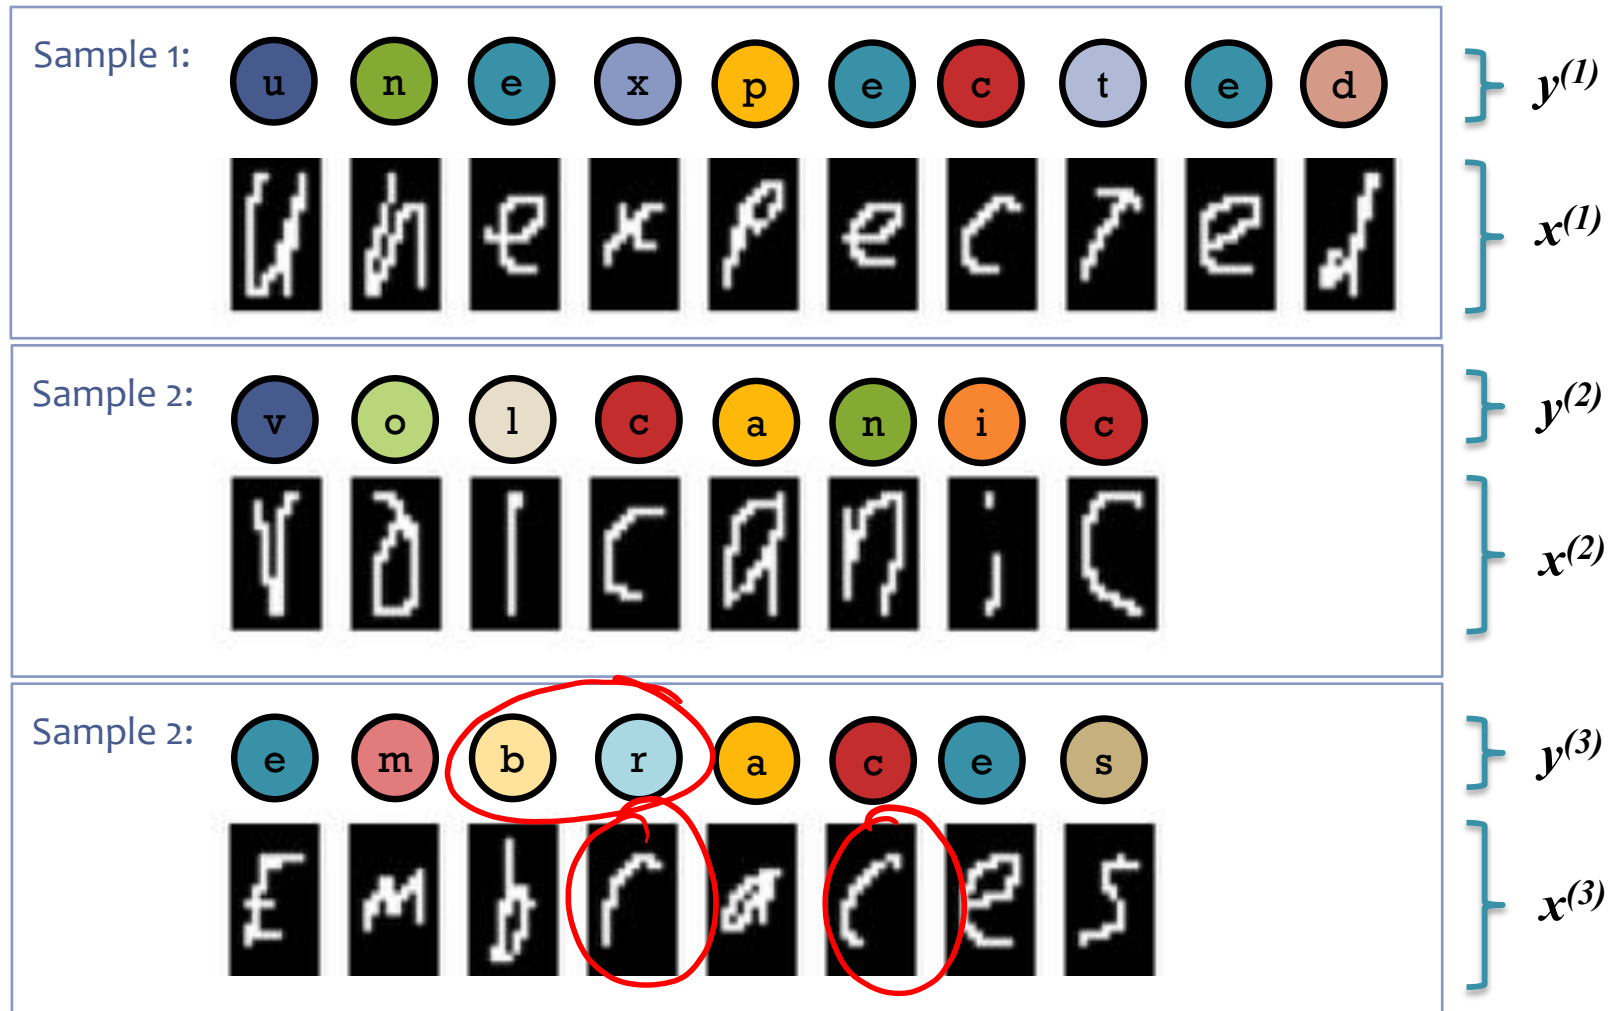 Sample 1: u n e x p e c t e d y(1)
U n e x p e c T e d x(1)
Sample 2: v o l c a n i c y(2)
v o l c a n i c x(2)
Sample 2: e m b r a c e s y(3)
E m b r a c e s x(3)